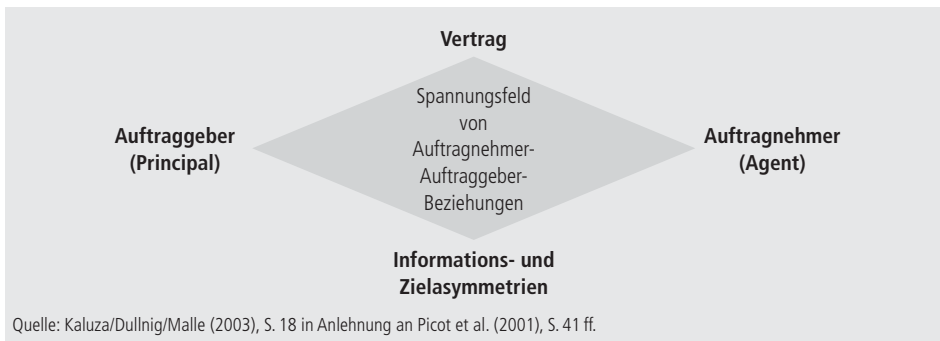 Vertrag
Spannungsfeld
von
Auftragnehmer-
Auftraggeber-
Beziehungen
Auftraggeber
(Principal)
Auftragnehmer
(Agent)
Informations- und
Zielasymmetrien
Quelle: Kaluza/Dullnig/Malle (2003), S. 18 in Anlehnung an Picot et al. (2001), S. 41 ff.